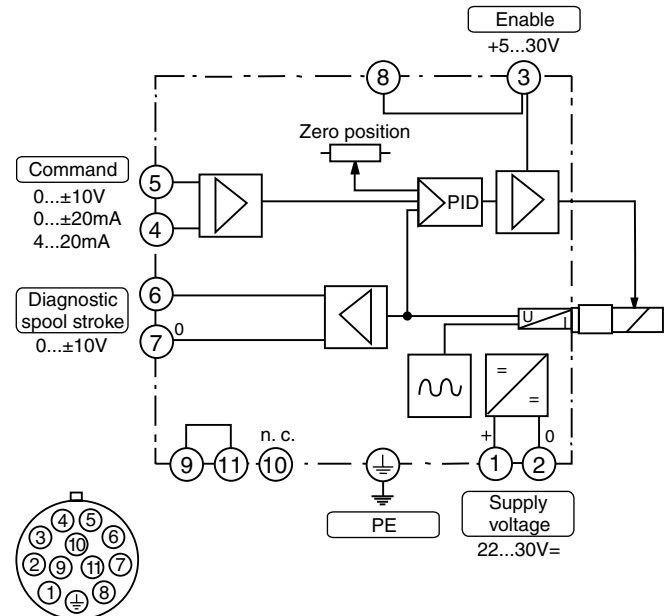 Enable
+5...30V
8
3
Zero position
Command
0...±10V
0...±20mA
4...20mA
5
4
PID
6
7
0
Diagnostic
spool stroke
0...±10V
U
I
=
=
+
0
9
11
n. c.
10
1
2
PE
Supply
voltage
22...30V=
4
5
3
10
6
2
9
11
7
1
8